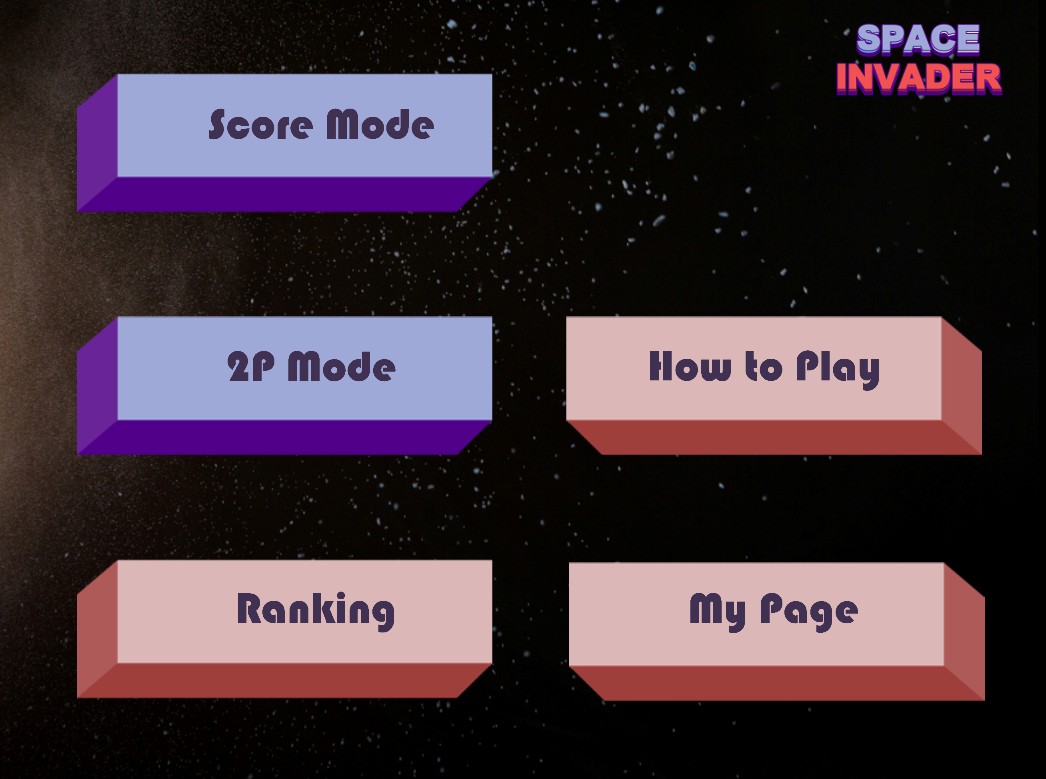 SPACE
INVADER
Score Mode
2P Mode
How to Play
Ranking
My Page